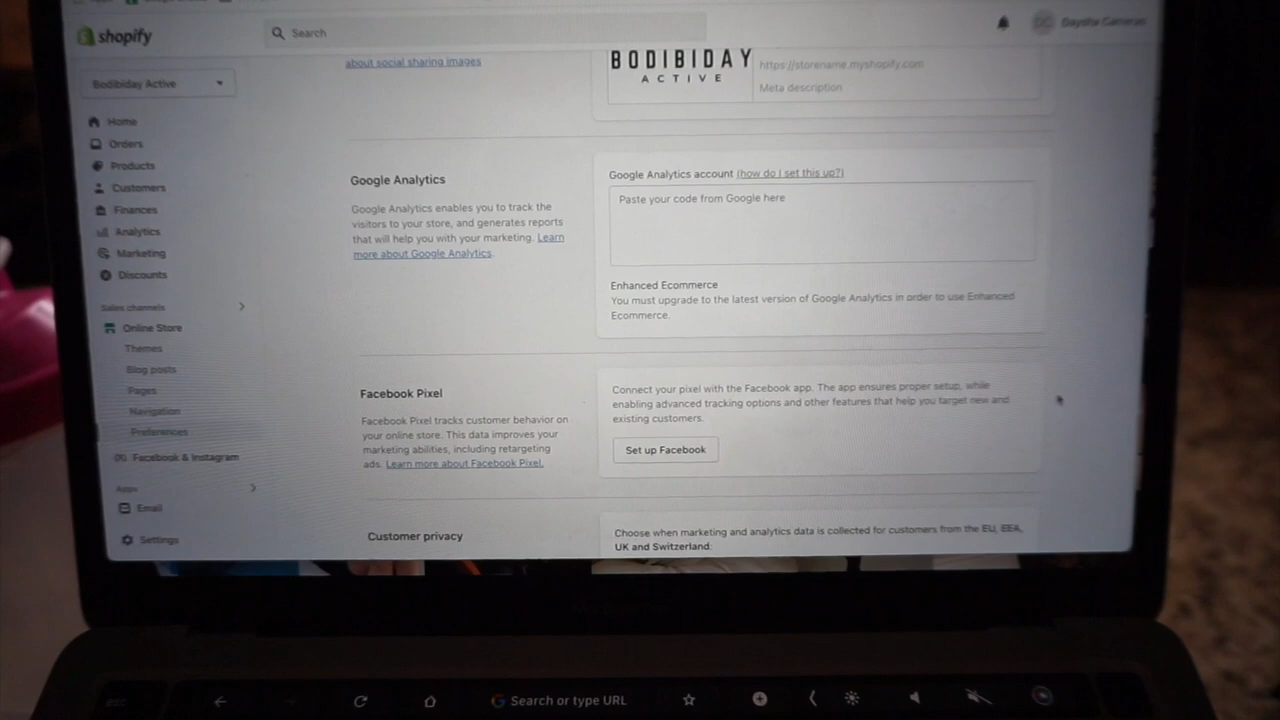 shopify
Search
Daysha Cameran
Bodibiday Active
Home
Orders
Products
Customers
Finances
Analytics
Marketing
Discounts
Sales channels
Online Store
Themes
Blog posts
Pages
Navigation
Preferences
Facebook & Instagram
Apps
Email
Settings
about social sharing images
BODIBIDAY
ACTIVE
https://storename.myshopify.com
Meta description
Google Analytics
Google Analytics enables you to track the
visitors to your store, and generates reports
that will help you with your marketing. Learn
more about Google Analytics.
Google Analytics account (how do I set this up?)
Paste your code from Google here
Enhanced Ecommerce
You must upgrade to the latest version of Google Analytics in order to use Enhanced
Ecommerce.
Facebook Pixel
Facebook Pixel tracks customer behavior on
your online store. This data improves your
marketing abilities, including retargeting
ads. Learn more about Facebook Pixel.
Connect your pixel with the Facebook app. The app ensures proper setup, while
enabling advanced tracking options and other features that help you target new and
existing customers.
Set up Facebook
Customer privacy
Choose when marketing and analytics data is collected for customers from the EU, EEA,
UK and Switzerland:
esc
Search or type URL